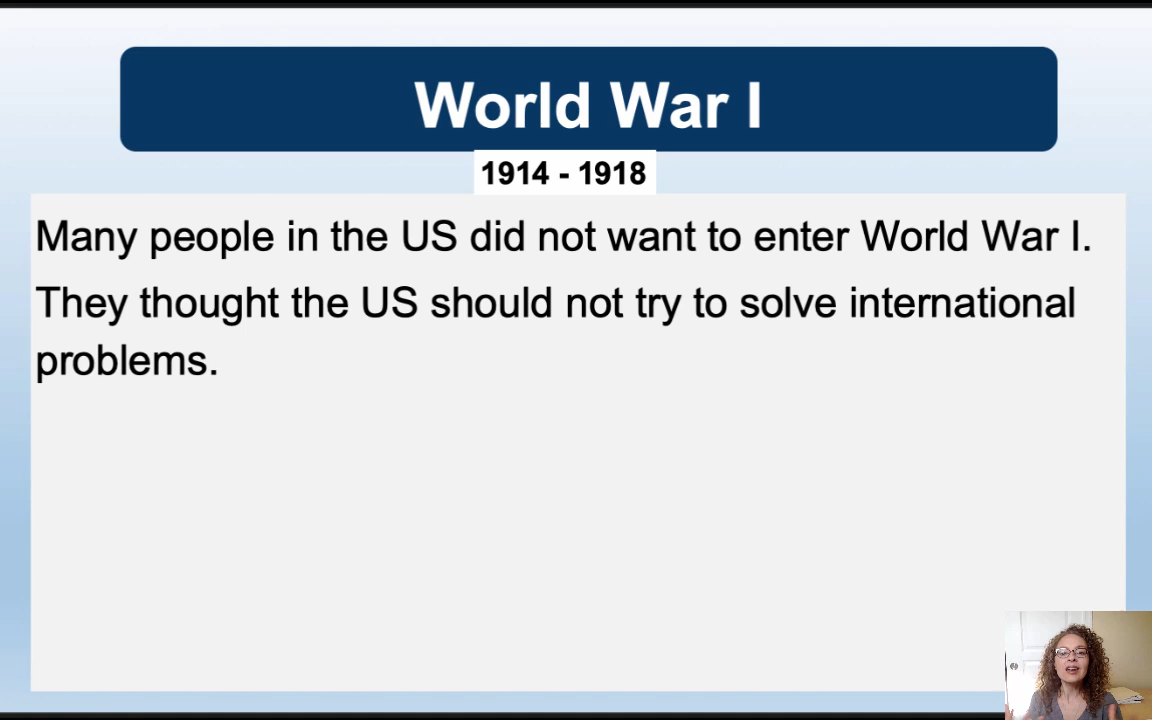 World War I
1914 - 1918
Many people in the US did not want to enter World War I.
They thought the US should not try to solve international
problems.